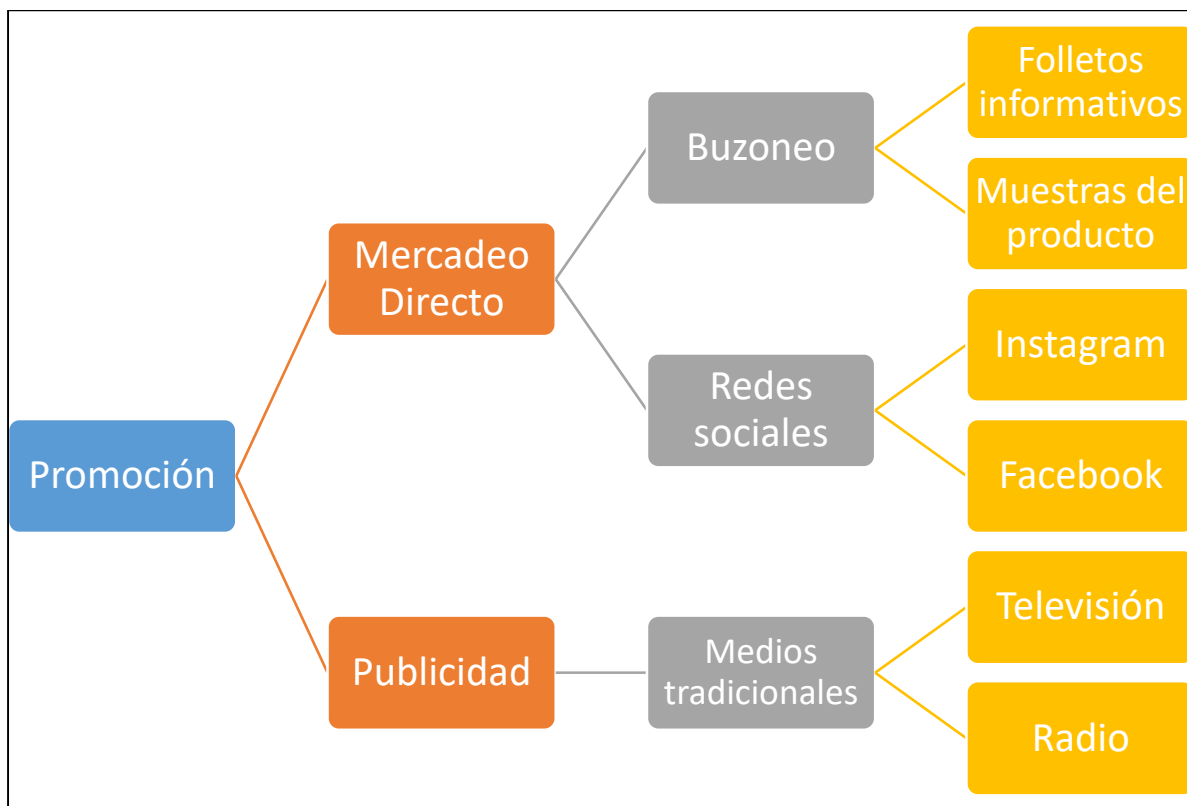 Promoción
Mercadeo
Directo
Publicidad
Buzoneo
Redes
sociales
Medios
tradicionales
Folletos
informativos
Muestras del
producto
Instagram
Facebook
Televisión
Radio